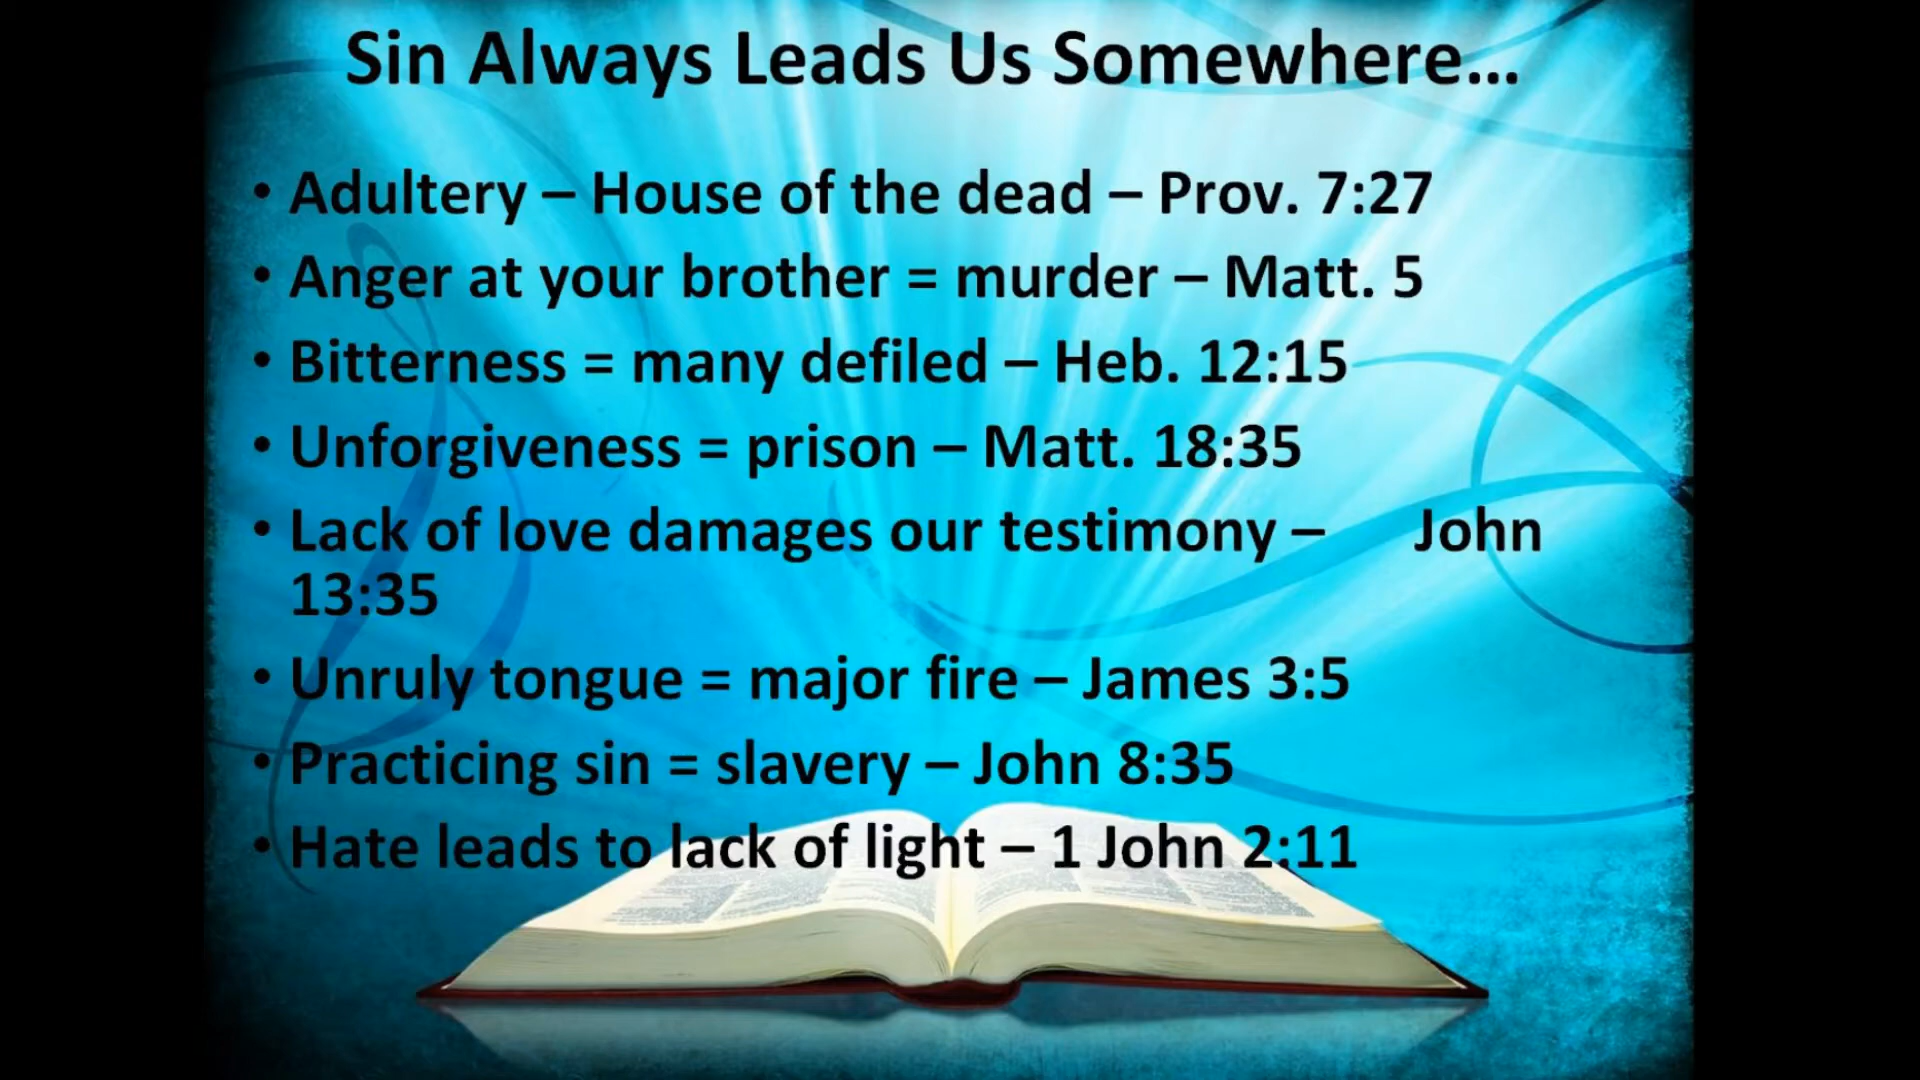 Sin Always Leads Us Somewhere...
• Adultery – House of the dead – Prov. 7:27
• Anger at your brother = murder – Matt. 5
• Bitterness = many defiled – Heb. 12:15
• Unforgiveness = prison – Matt. 18:35
• Lack of love damages our testimony – John
13:35
• Unruly tongue = major fire – James 3:5
• Practicing sin = slavery – John 8:35
• Hate leads to lack of light – 1 John 2:11